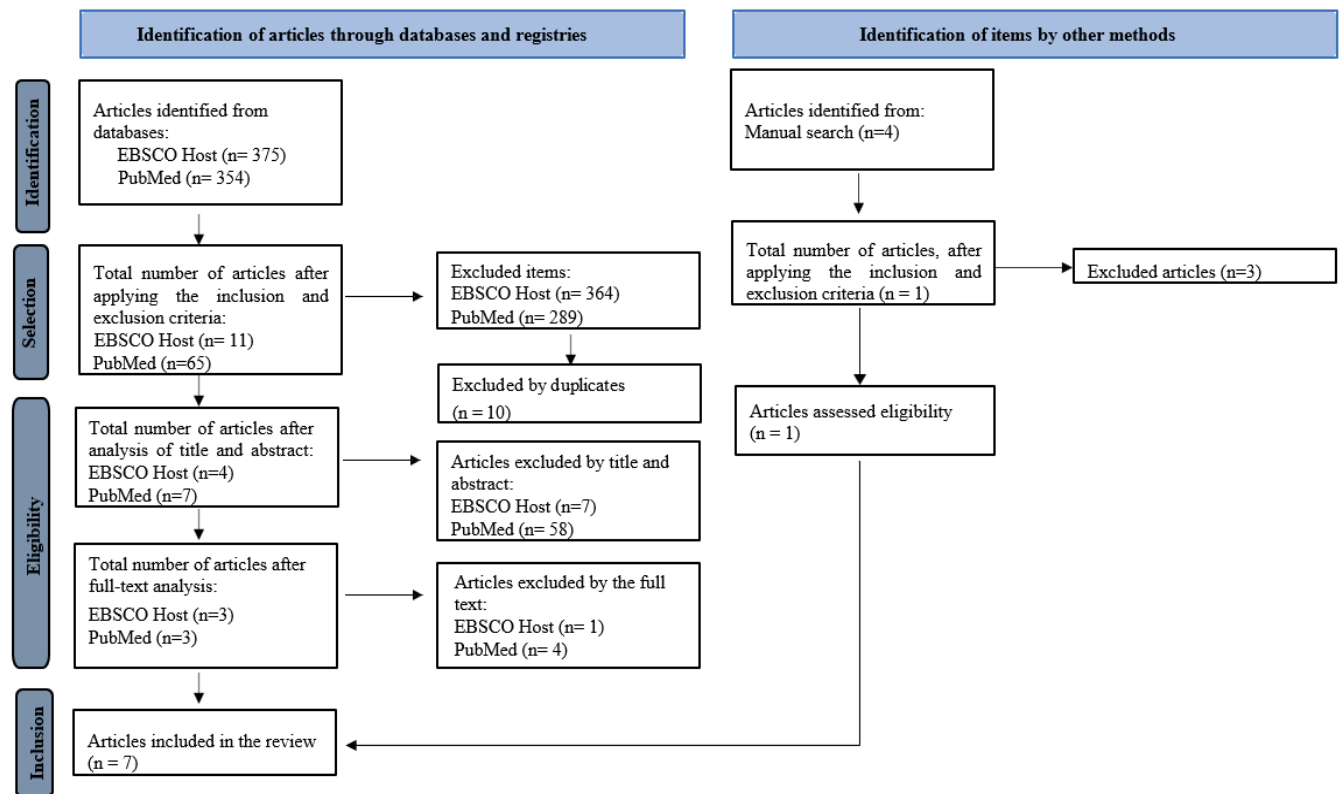 Identification of articles through databases and registries
Identification of items by other methods
Identification
Articles identified from
databases:
EBSCO Host (n= 375)
PubMed (n= 354)
Articles identified from:
Manual search (n=4)
Selection
Total number of articles after
applying the inclusion and
exclusion criteria:
EBSCO Host (n= 11)
PubMed (n=65)
Excluded items:
EBSCO Host (n= 364)
PubMed (n= 289)
Total number of articles, after
applying the inclusion and
exclusion criteria (n = 1)
Excluded articles (n=3)
Excluded by duplicates
(n = 10)
Eligibility
Total number of articles after
analysis of title and abstract:
EBSCO Host (n=4)
PubMed (n=7)
Articles excluded by title and
abstract:
EBSCO Host (n=7)
PubMed (n= 58)
Articles assessed eligibility
(n = 1)
Total number of articles after
full-text analysis:
EBSCO Host (n=3)
PubMed (n=3)
Articles excluded by the full
text:
EBSCO Host (n= 1)
PubMed (n= 4)
Inclusion
Articles included in the review
(n = 7)